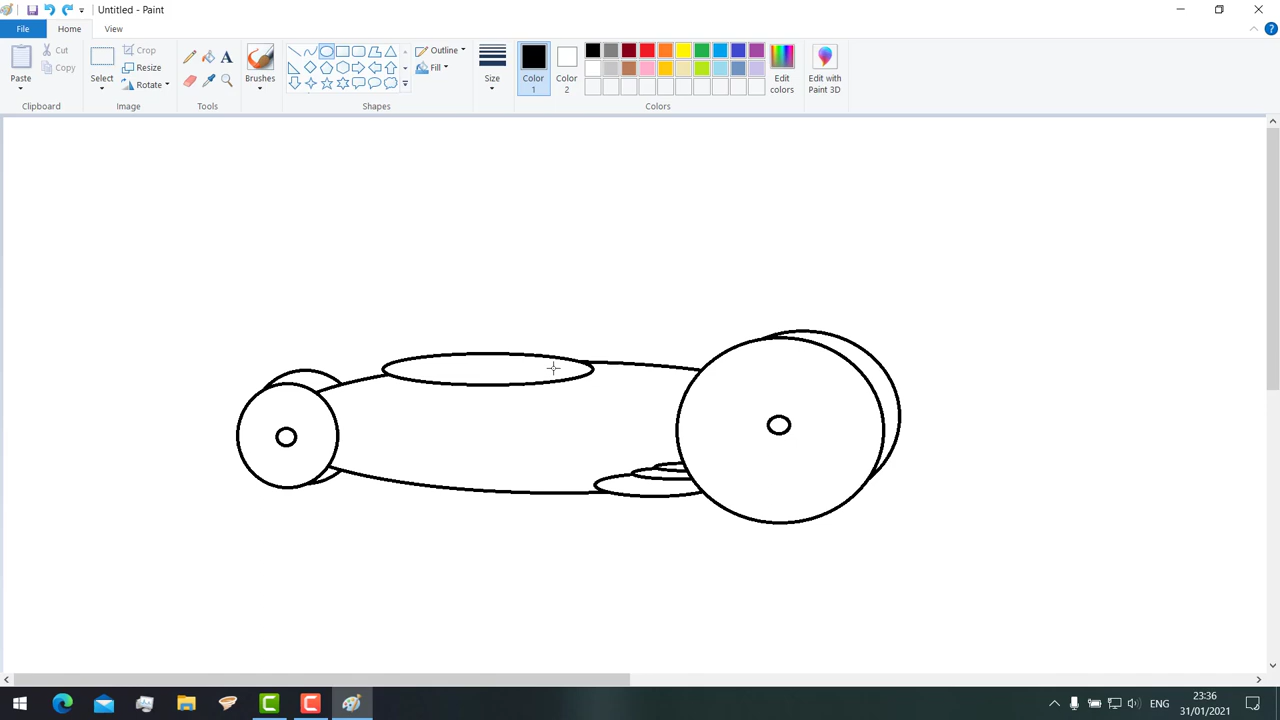 Untitled - Paint
File Home View
Paste
Cut
Copy
Clipboard
Select
Crop
Resize
Rotate
Image
A
Tools
Brushes
Outline
Fill
Shapes
Size
Color
1
Color
2
Edit
colors
Colors
Edit with
Paint 3D
ENG
23:36
31/01/2021